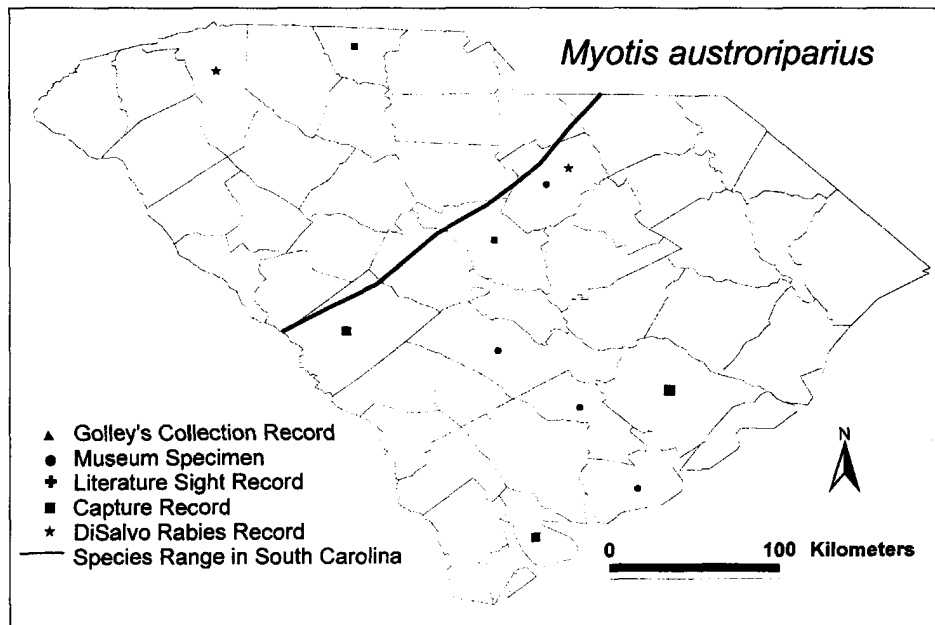 Myotis austroriparius
Golley's Collection Record
Museum Specimen
Literature Sight Record
Capture Record
DiSalvo Rabies Record
Species Range in South Carolina
N
0 100 Kilometers